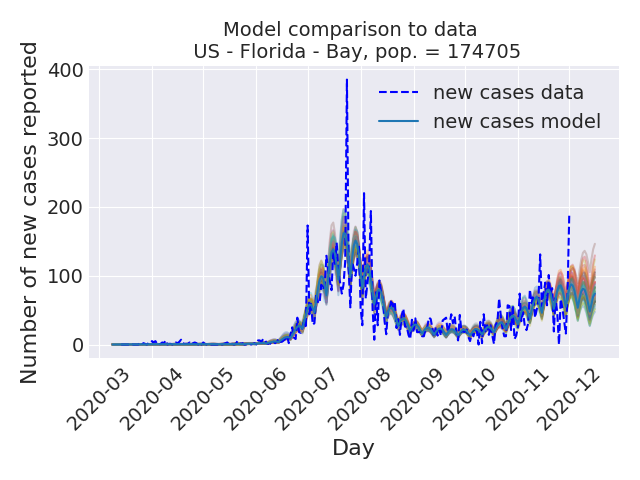 Model comparison to data
US - Florida - Bay, pop. = 174705
Number of new cases reported
400
300
200
100
0
new cases data
new cases model
2020-03
2020-04
2020-05
2020-06
2020-07
2020-08
2020-09
2020-10
2020-11
2020-12
Day